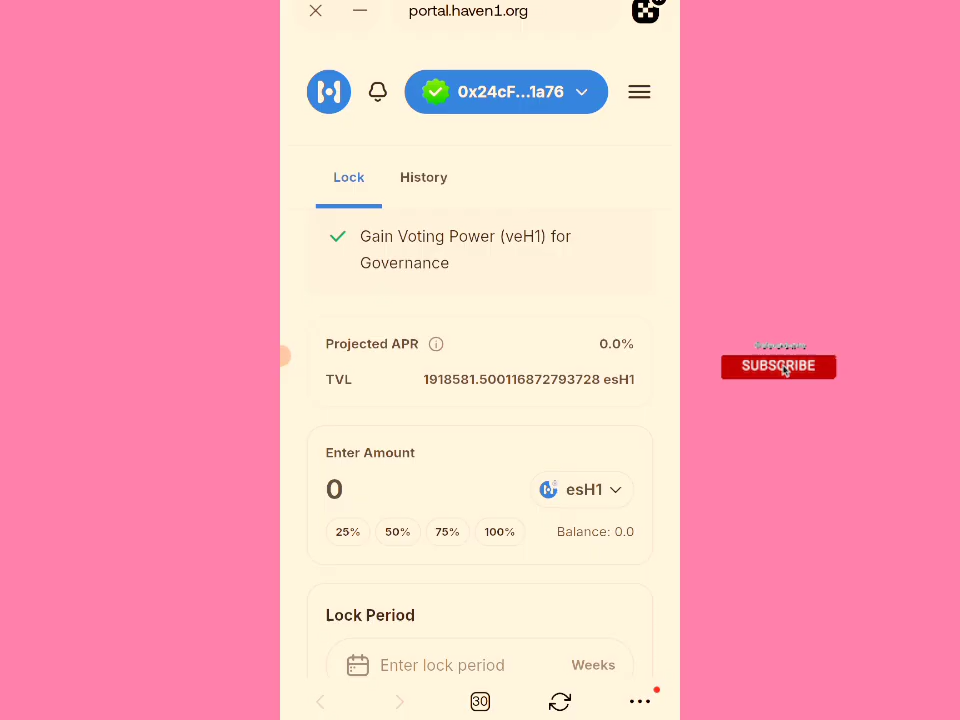 portal.haven1.org
0x24cF...1a76
Lock
History
Gain Voting Power (veH1) for
Governance
Projected APR
0.0%
TVL
1918581.500116872793728 esH1
Enter Amount
0
esH1
25%
50%
75%
100%
Balance: 0.0
SUBSCRIBE
Lock Period
Enter lock period
Weeks
30